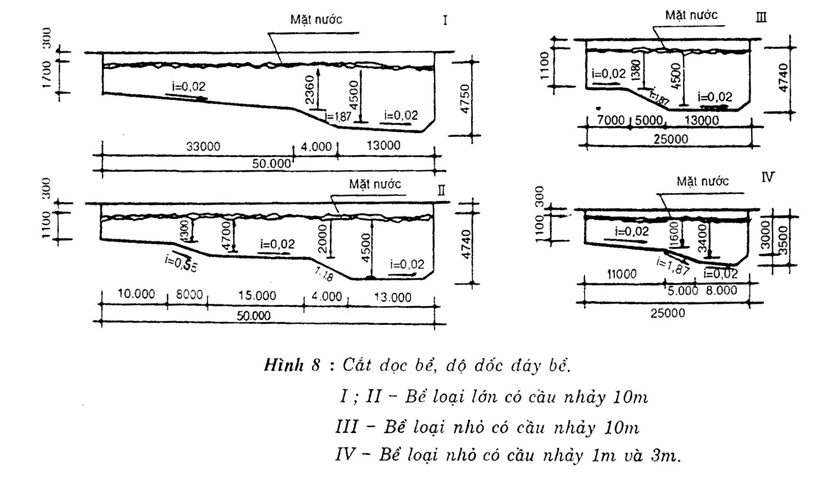 Mặt nước
I
300
1700
i=0,02
2360
4500
i=1,87
i=0,02
4750
33000
4.000
13000
50.000
Mặt nước
III
1100
i=0,02
1380
4500
i=1,87
i=0,02
4740
7000
5000
13000
25000
Mặt nước
II
300
1100
4300
4700
i=0,02
2000
4500
i=0,02
4740
10.000
8000
15.000
4.000
13.000
50.000
Mặt nước
IV
300
1100
i=0,02
1600
3400
i=1,87
i=0,02
3000
3500
11000
5.000
8.000
25000
Hình 8 : Cắt dọc bể, độ dốc đáy bể.
I ; II – Bể loại lớn có cầu nhảy 10m
III – Bể loại nhỏ có cầu nhảy 10m
IV – Bể loại nhỏ có cầu nhảy 1m và 3m.